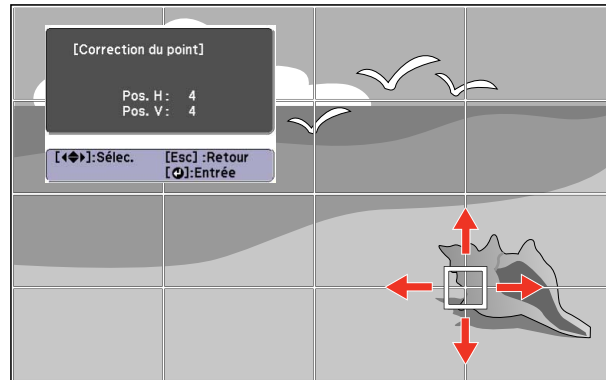 [Correction du point]
Pos. H : 4
Pos. V : 4
[◀◆▶]:Sélec. [Esc] :Retour
[↵]:Entrée